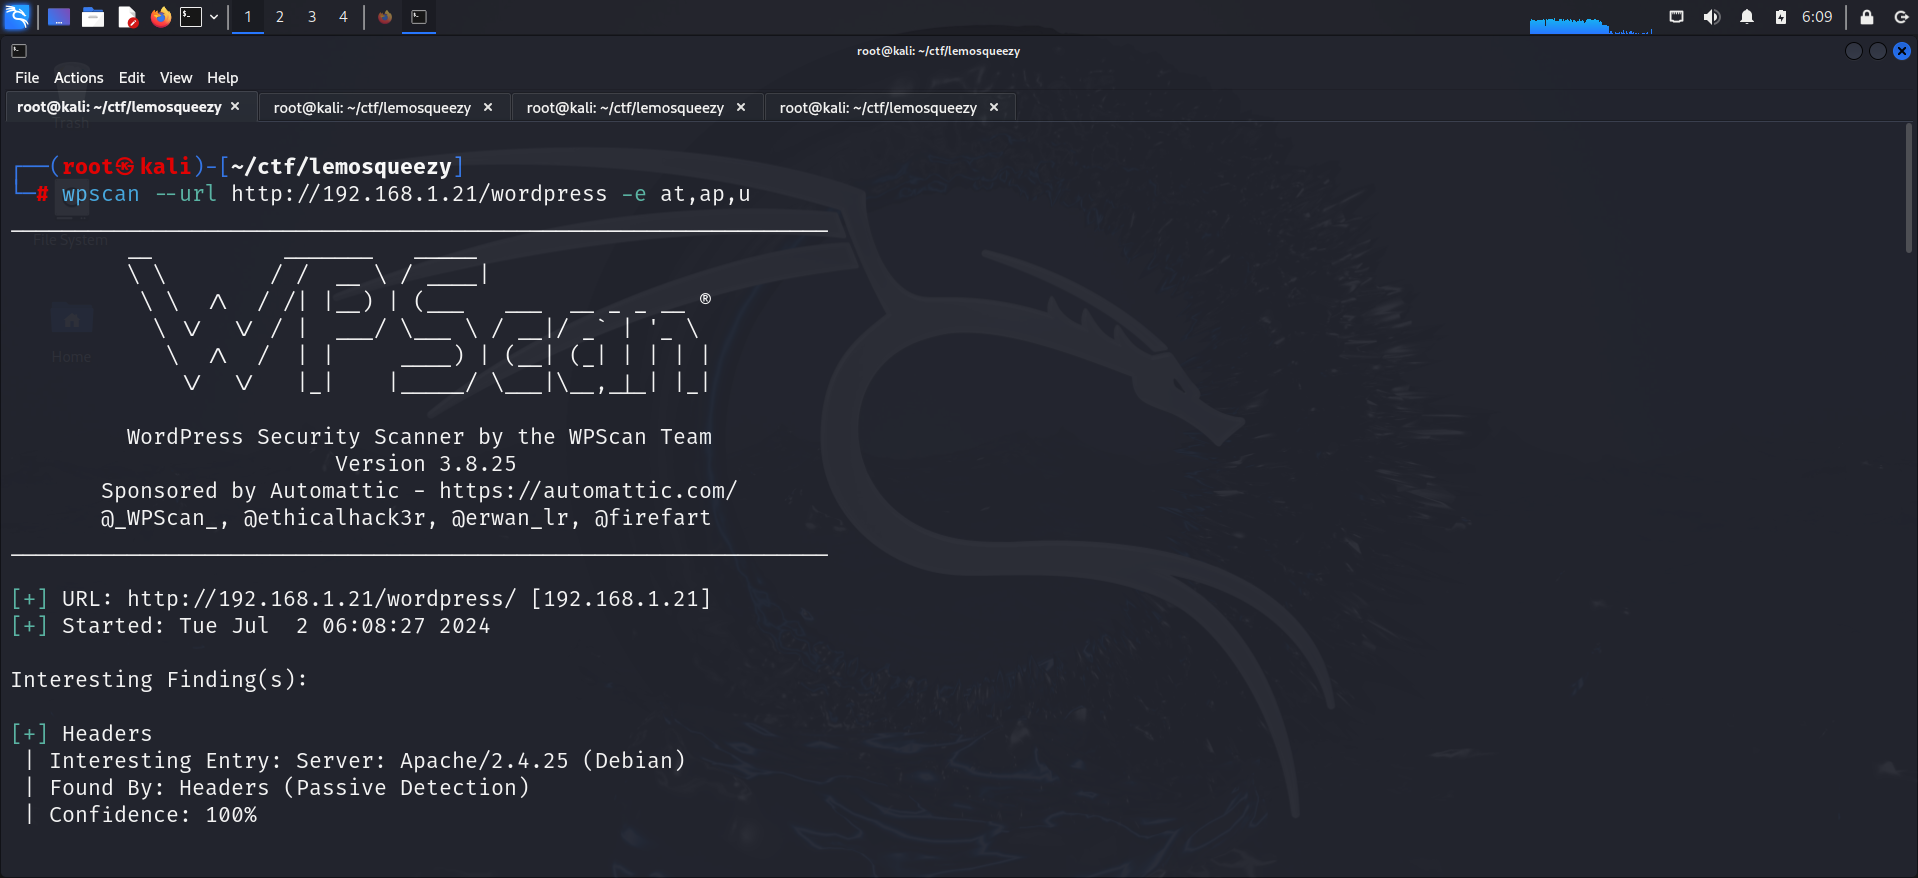 1 2 3 4 6:09
root@kali: ~/ctf/lemosqueezy
File Actions Edit View Help
root@kali: ~/ctf/lemosqueezy × root@kali: ~/ctf/lemosqueezy × root@kali: ~/ctf/lemosqueezy × root@kali: ~/ctf/lemosqueezy ×
Trash
(root㉿kali)-[~/ctf/lemosqueezy]
# wpscan --url http://192.168.1.21/wordpress -e at,ap,u
File System
WPScan ®
Home
WordPress Security Scanner by the WPScan Team
Version 3.8.25
Sponsored by Automattic - https://automattic.com/
@_WPScan_, @ethicalhack3r, @erwan_lr, @firefart
[+] URL: http://192.168.1.21/wordpress/ [192.168.1.21]
[+] Started: Tue Jul  2 06:08:27 2024
Interesting Finding(s):
[+] Headers
| Interesting Entry: Server: Apache/2.4.25 (Debian)
| Found By: Headers (Passive Detection)
| Confidence: 100%